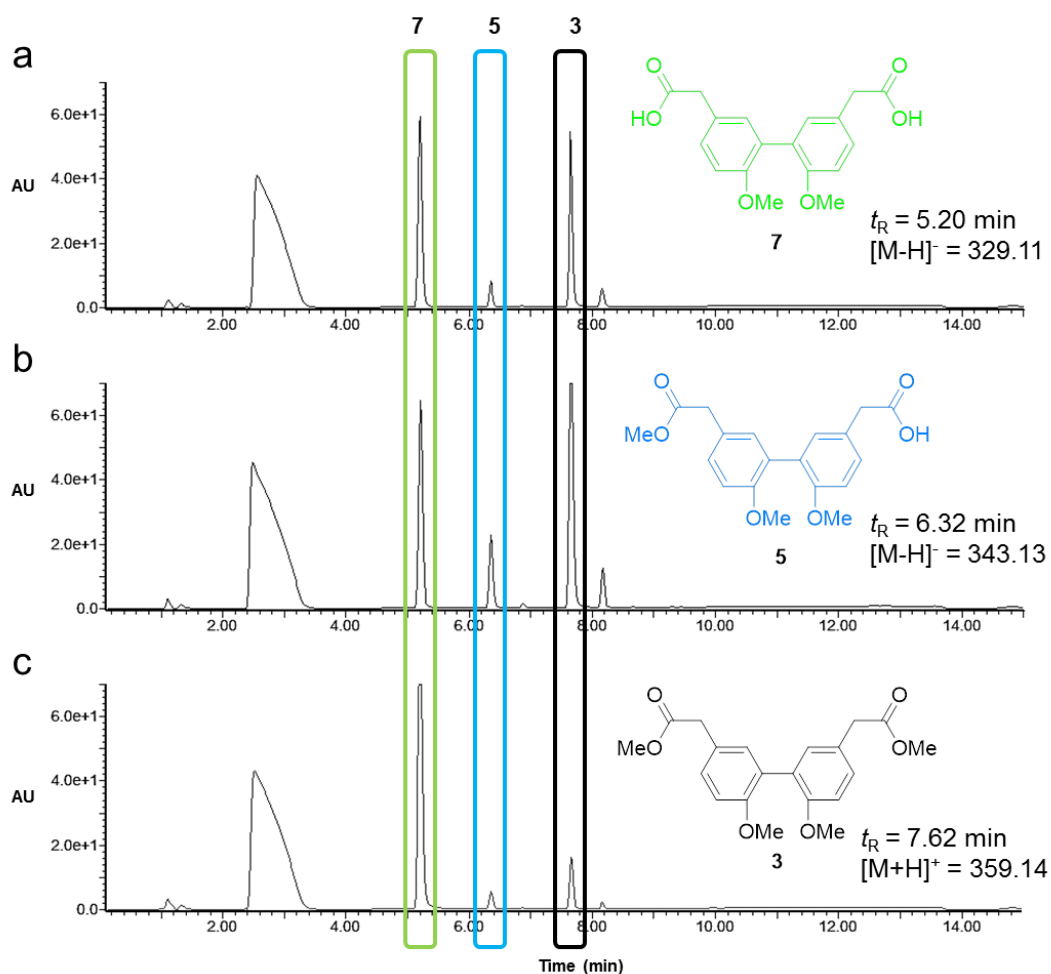 7 5 3
a
6.0e+1
4.0e+1
AU
2.0e+1
0.0
2.00 4.00 6.00 8.00 10.00 12.00 14.00
O O
HO OH
OMe OMe
7
tR = 5.20 min
[M-H]- = 329.11
b
6.0e+1
4.0e+1
AU
2.0e+1
0.0
2.00 4.00 6.00 8.00 10.00 12.00 14.00
O O
MeO OH
OMe OMe
5
tR = 6.32 min
[M-H]- = 343.13
c
6.0e+1
4.0e+1
AU
2.0e+1
0.0
2.00 4.00 6.00 8.00 10.00 12.00 14.00
O O
MeO OMe
OMe OMe
3
tR = 7.62 min
[M+H]+ = 359.14
Time (min)